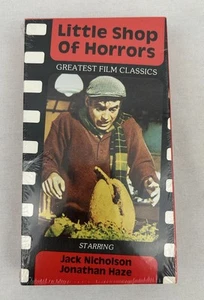 Little Shop
Of Horrors
GREATEST FILM CLASSICS
STARRING
Jack Nicholson
Jonathan Haze